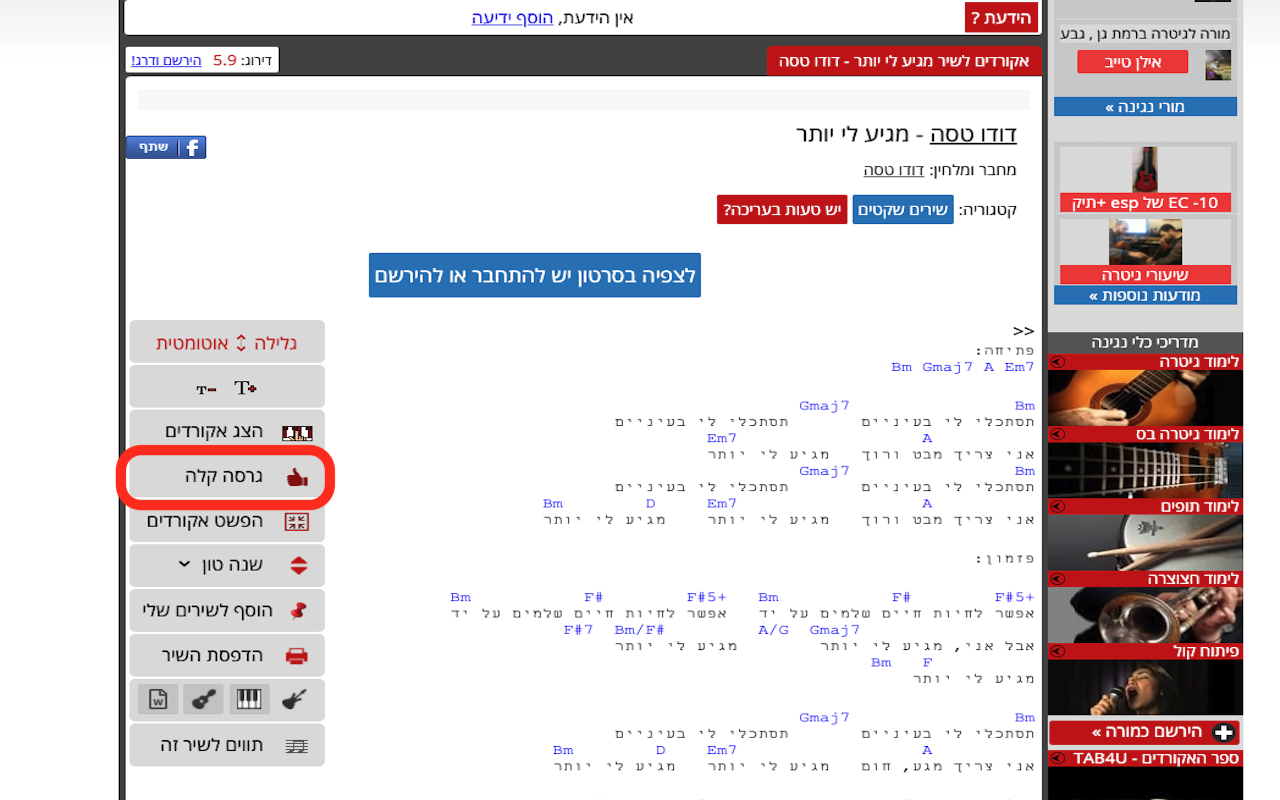 הידעת ?
אין הידעת, הוסף ידיעה
אקורדים לשיר מגיע לי יותר - דודו טסה
דירוג: 5.9 הירשם ודרג!
דודו טסה - מגיע לי יותר
שתף
מחבר ומלחין: דודו טסה
קטגוריה: שירים שקטים יש טעות בעריכה?
לצפיה בסרטון יש להתחבר או להירשם
>>
פתיחה:
Bm Gmaj7 A Em7
Gmaj7 Bm
תסתכלי לי בעיניים תסתכלי לי בעיניים
Em7 A
אני צריך מבט ורוך מגיע לי יותר
Gmaj7 Bm
תסתכלי לי בעיניים תסתכלי לי בעיניים
Bm D Em7 A
אני צריך מבט ורוך מגיע לי יותר מגיע לי יותר
פזמון:
Bm F# F#5+ Bm F# F#5+
אפשר לחיות חיים שלמים על יד אפשר לחיות חיים שלמים על יד
F#7 Bm/F# A/G Gmaj7
אבל אני, מגיע לי יותר מגיע לי יותר
Bm F
מגיע לי יותר
Gmaj7 Bm
תסתכלי לי בעיניים תסתכלי לי בעיניים
Bm D Em7 A
אני צריך מגע, חום מגיע לי יותר מגיע לי יותר
גלילה אוטומטית
T- T+
הצג אקורדים
גרסה קלה
הפשט אקורדים
שנה טון
הוסף לשירים שלי
הדפסת השיר
W
תווים לשיר זה
מורה לגיטרה ברמת גן , גבע
אילן טייב
מורי נגינה »
EC -10 של esp +תיק
שיעורי גיטרה
מודעות נוספות »
מדריכי כלי נגינה
לימוד גיטרה
לימוד גיטרה בס
לימוד תופים
לימוד חצוצרה
פיתוח קול
הירשם כמורה »
ספר האקורדים - TAB4U